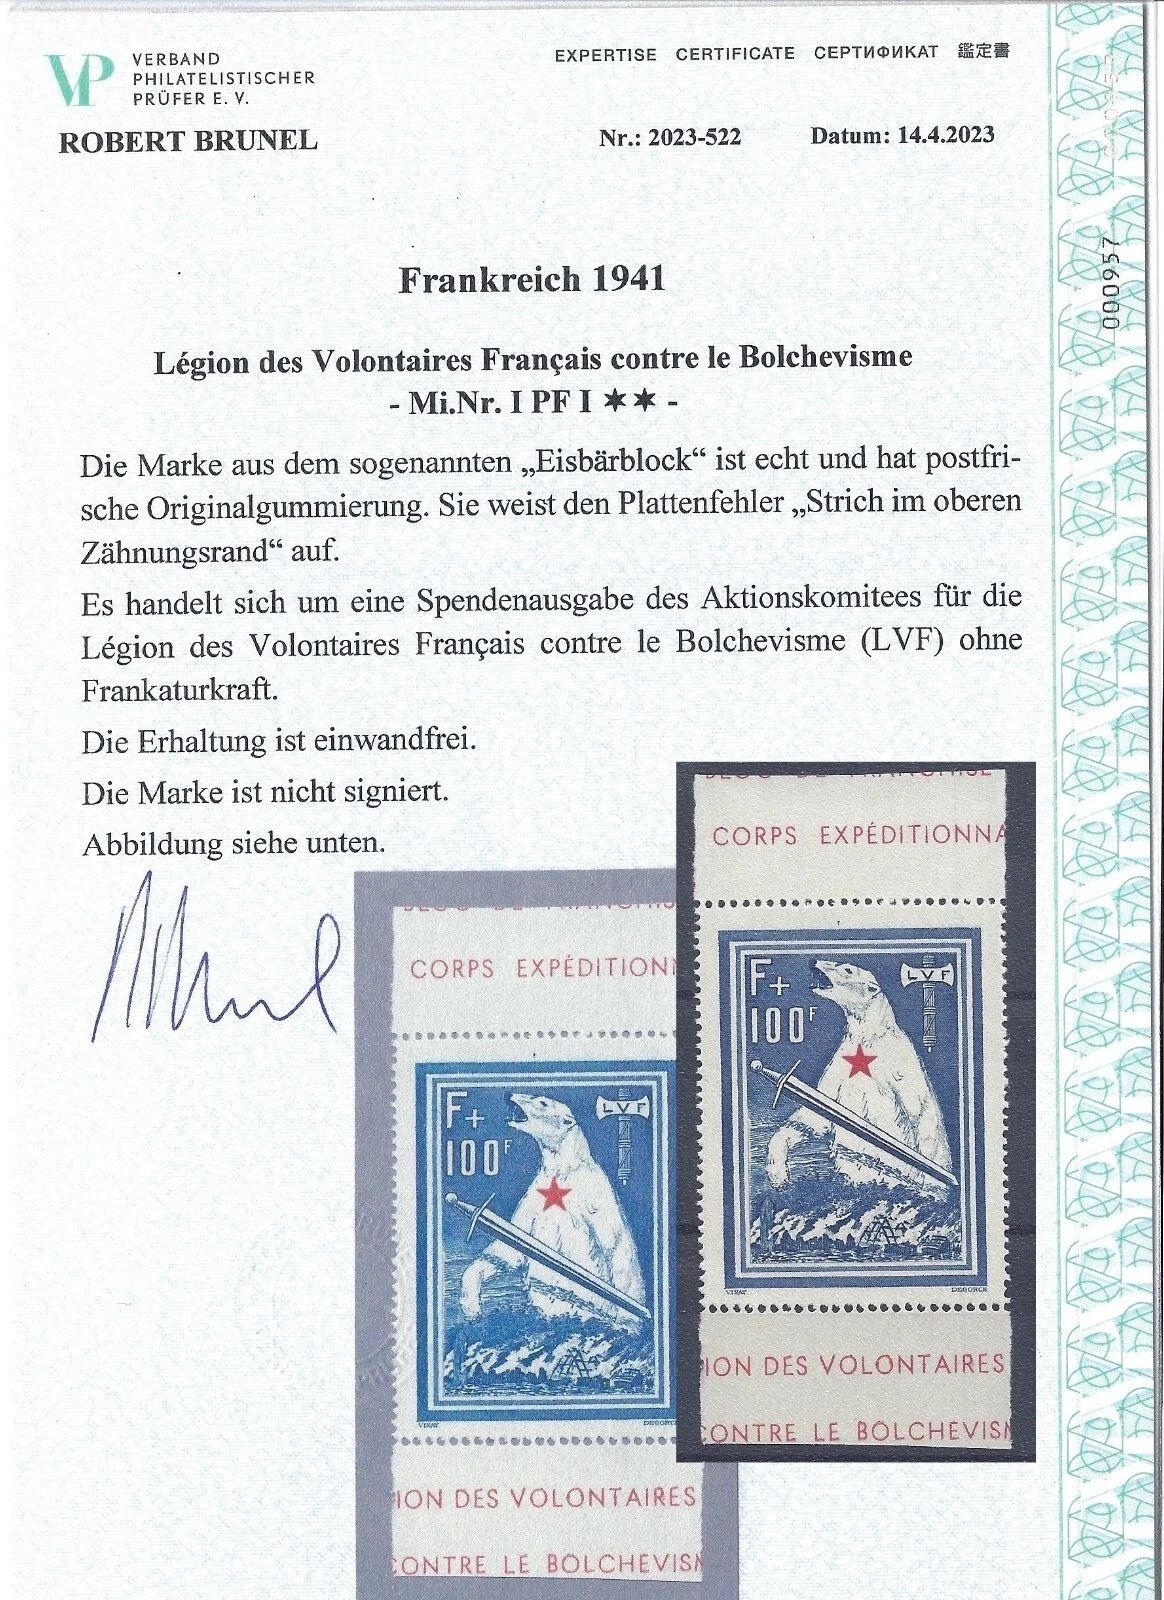 VP
VERBAND
PHILATELISTISCHER
PRÜFER E. V.
EXPERTISE CERTIFICATE СЕРТИФИКАТ 鑑定書
ROBERT BRUNEL
Nr.: 2023-522 Datum: 14.4.2023
000957
Frankreich 1941
Légion des Volontaires Français contre le Bolchevisme
- Mi.Nr. I PF I ✶✶ -
Die Marke aus dem sogenannten „Eisbärblock“ ist echt und hat postfri-
sche Originalgummierung. Sie weist den Plattenfehler „Strich im oberen
Zähnungsrand“ auf.
Es handelt sich um eine Spendenausgabe des Aktionskomitees für die
Légion des Volontaires Français contre le Bolchevisme (LVF) ohne
Frankaturkraft.
Die Erhaltung ist einwandfrei.
Die Marke ist nicht signiert.
Abbildung siehe unten.
CORPS EXPÉDITIONN
F+
100F
LVF
VIRAT DEGORCE
ION DES VOLONTAIRES
CONTRE LE BOLCHEVISM
CORPS EXPÉDITIONNA
F+
100F
LVF
VIRAT DEGORCE
ION DES VOLONTAIRES
CONTRE LE BOLCHEVISM